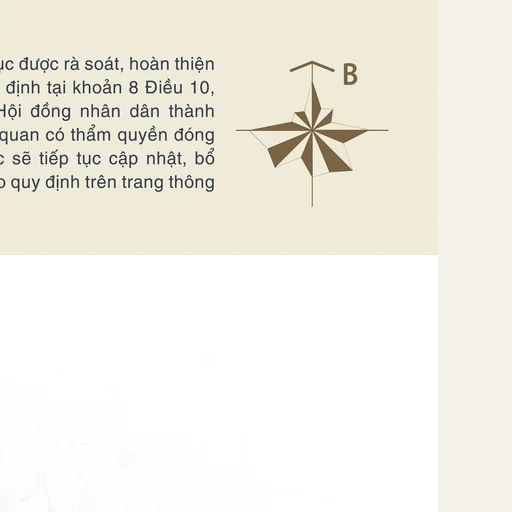 được rà soát, hoàn thiện
định tại khoản 8 Điều 10,
Hội đồng nhân dân thành
quan có thẩm quyền đóng
sẽ tiếp tục cập nhật, bổ
quy định trên trang thông
B